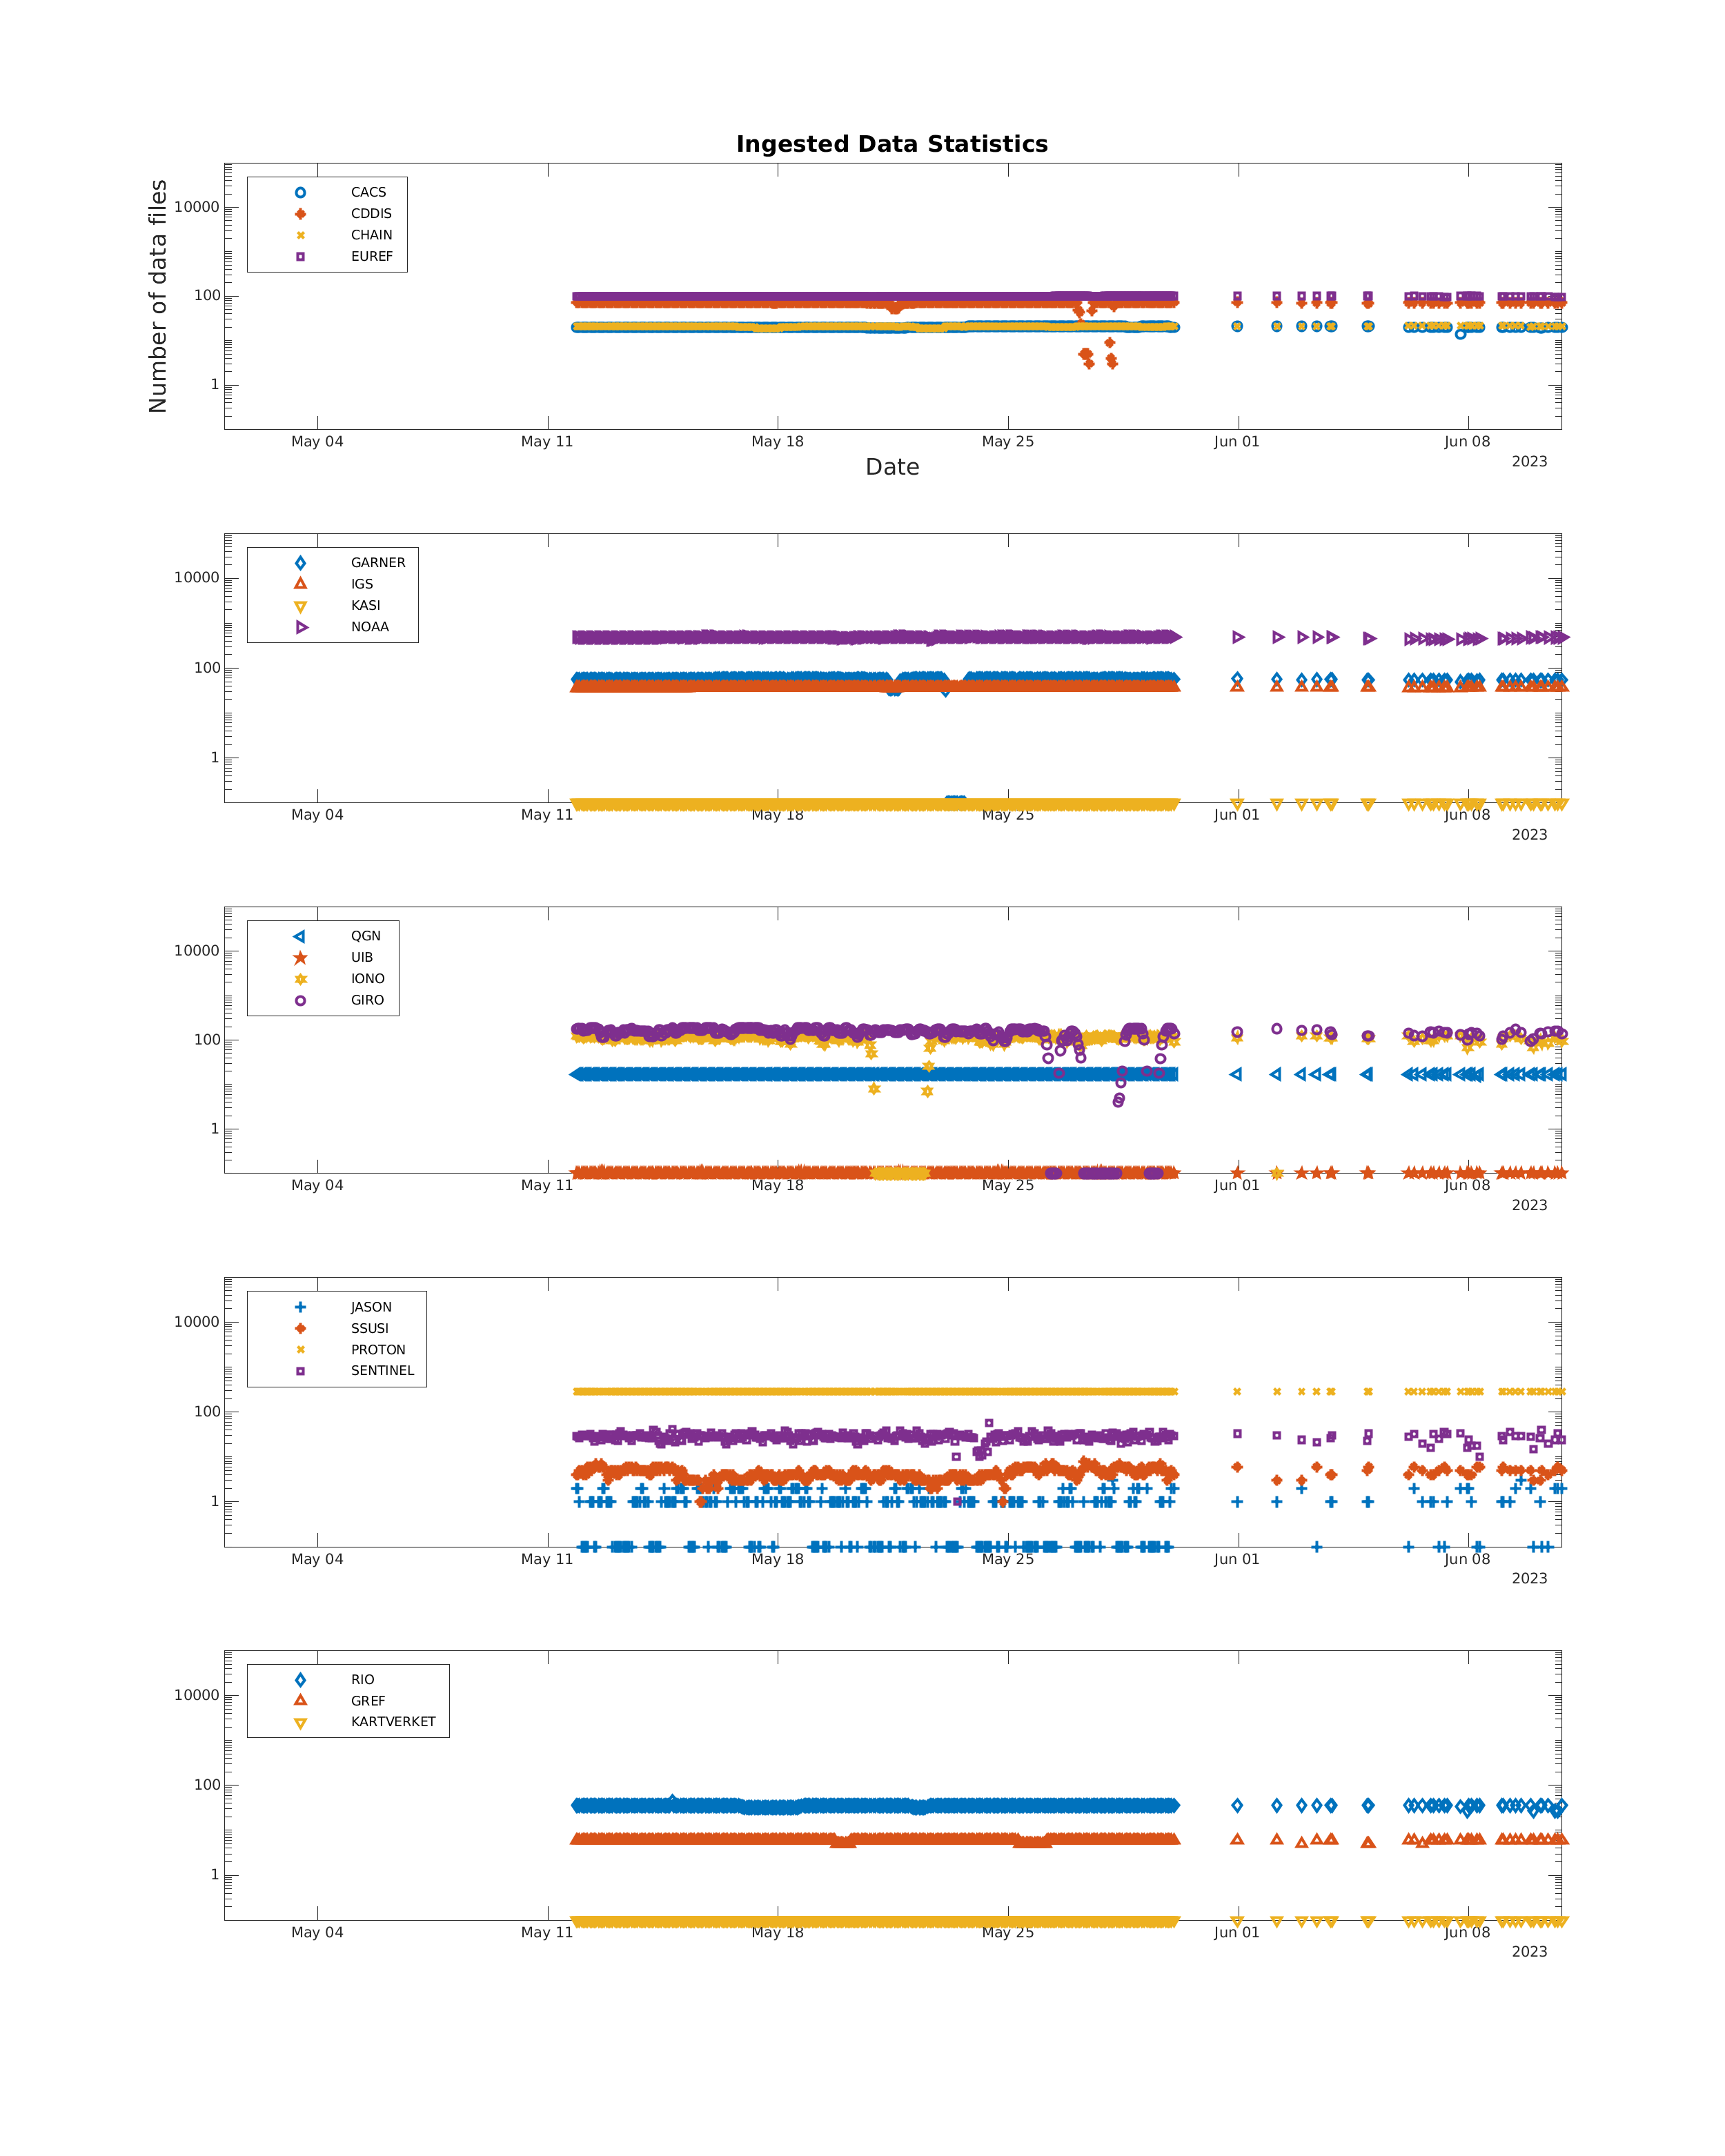 Ingested Data Statistics
Number of data files
CACS
CDDIS
CHAIN
EUREF
10000
100
1
May 04 May 11 May 18 May 25 Jun 01 Jun 08
2023
Date
GARNER
IGS
KASI
NOAA
10000
100
1
May 04 May 11 May 18 May 25 Jun 01 Jun 08
2023
QGN
UIB
IONO
GIRO
10000
100
1
May 04 May 11 May 18 May 25 Jun 01 Jun 08
2023
JASON
SSUSI
PROTON
SENTINEL
10000
100
1
May 04 May 11 May 18 May 25 Jun 01 Jun 08
2023
RIO
GREF
KARTVERKET
10000
100
1
May 04 May 11 May 18 May 25 Jun 01 Jun 08
2023